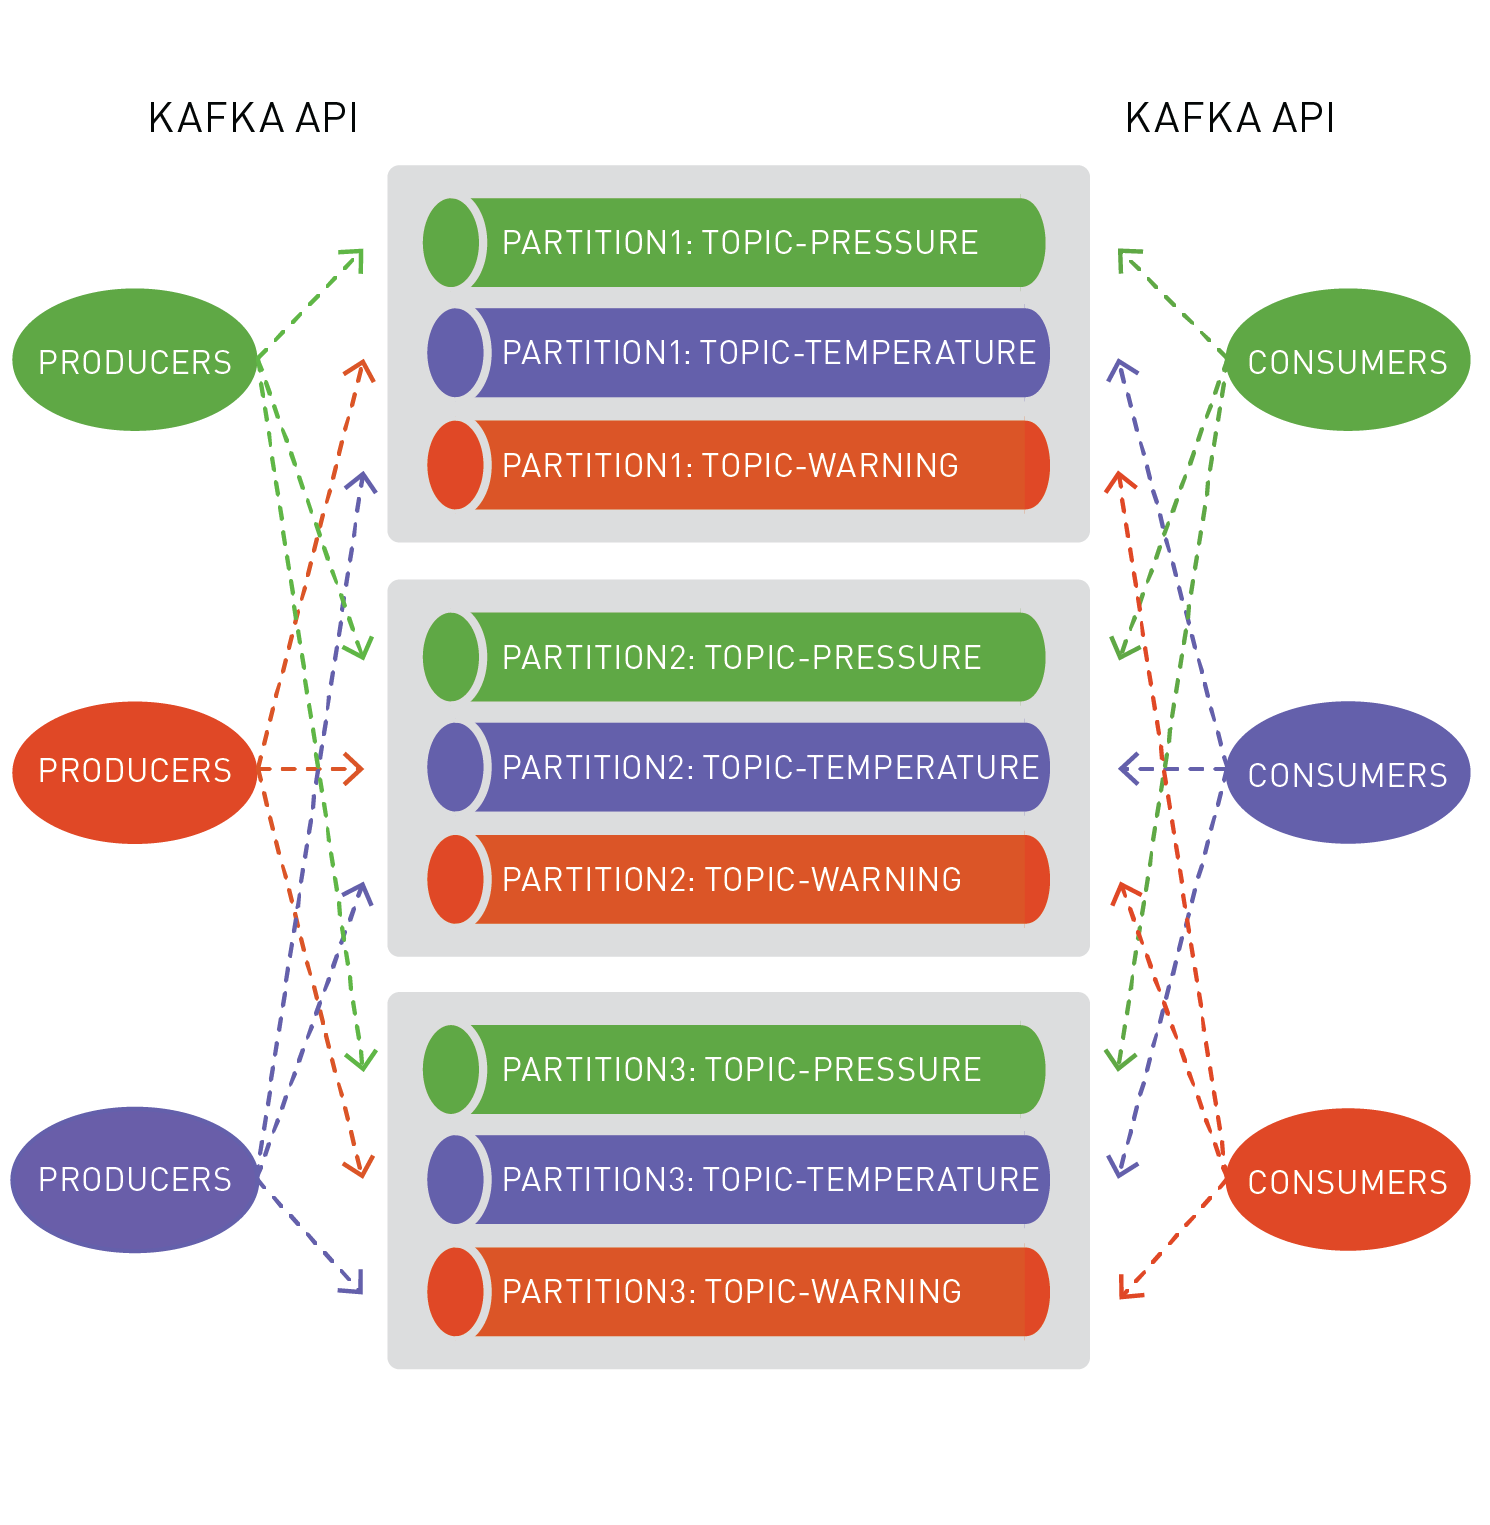 KAFKA API
KAFKA API
PARTITION1: TOPIC-PRESSURE
PARTITION1: TOPIC-TEMPERATURE
PARTITION1: TOPIC-WARNING
PRODUCERS
CONSUMERS
PARTITION2: TOPIC-PRESSURE
PARTITION2: TOPIC-TEMPERATURE
PARTITION2: TOPIC-WARNING
PRODUCERS
CONSUMERS
PARTITION3: TOPIC-PRESSURE
PARTITION3: TOPIC-TEMPERATURE
PARTITION3: TOPIC-WARNING
PRODUCERS
CONSUMERS